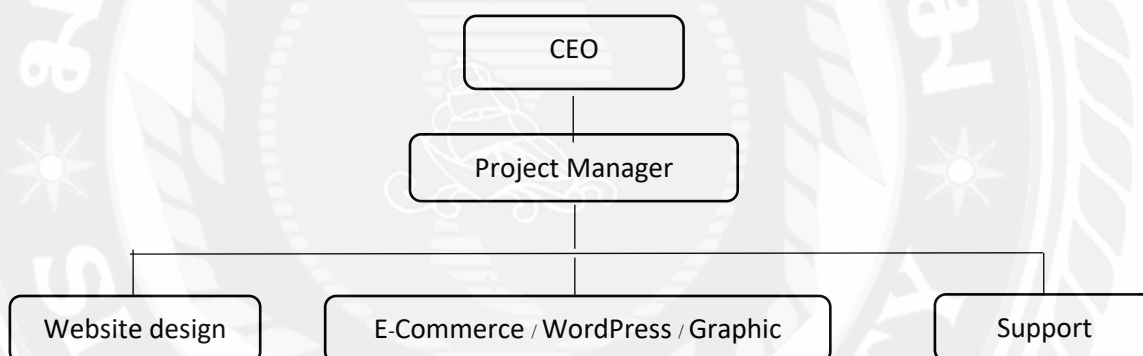 CEO
Project Manager
Website design
E-Commerce / WordPress / Graphic
Support